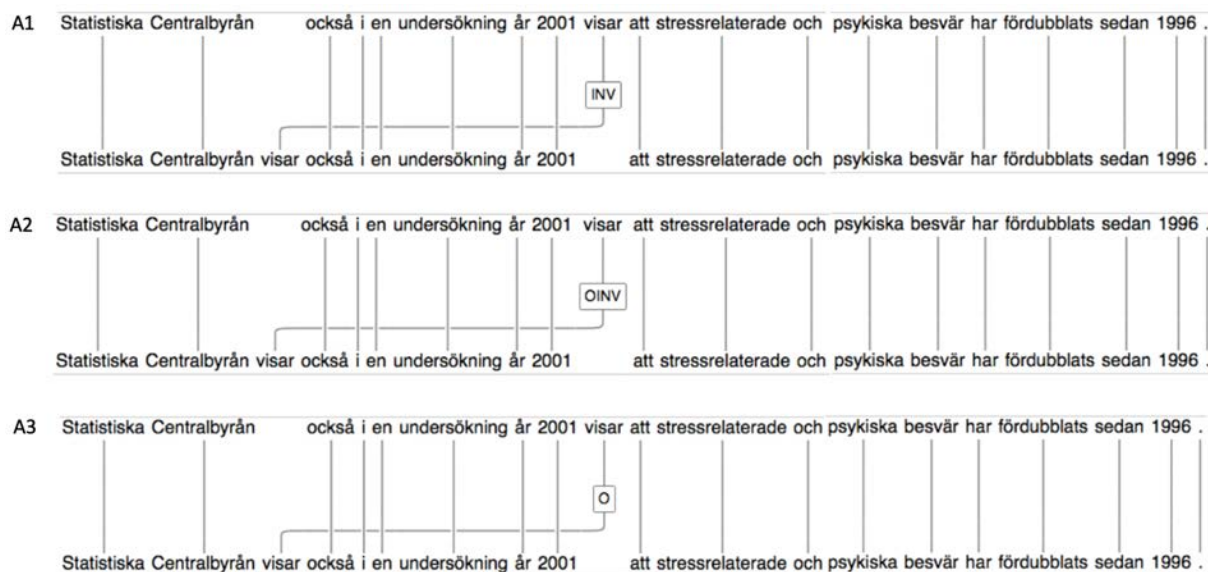 A1 Statistiska Centralbyrån också i en undersökning år 2001 visar att stressrelaterade och psykiska besvär har fördubblats sedan 1996 .
INV
Statistiska Centralbyrån visar också i en undersökning år 2001 att stressrelaterade och psykiska besvär har fördubblats sedan 1996 .
A2 Statistiska Centralbyrån också i en undersökning år 2001 visar att stressrelaterade och psykiska besvär har fördubblats sedan 1996 .
OINV
Statistiska Centralbyrån visar också i en undersökning år 2001 att stressrelaterade och psykiska besvär har fördubblats sedan 1996 .
A3 Statistiska Centralbyrån också i en undersökning år 2001 visar att stressrelaterade och psykiska besvär har fördubblats sedan 1996 .
O
Statistiska Centralbyrån visar också i en undersökning år 2001 att stressrelaterade och psykiska besvär har fördubblats sedan 1996 .